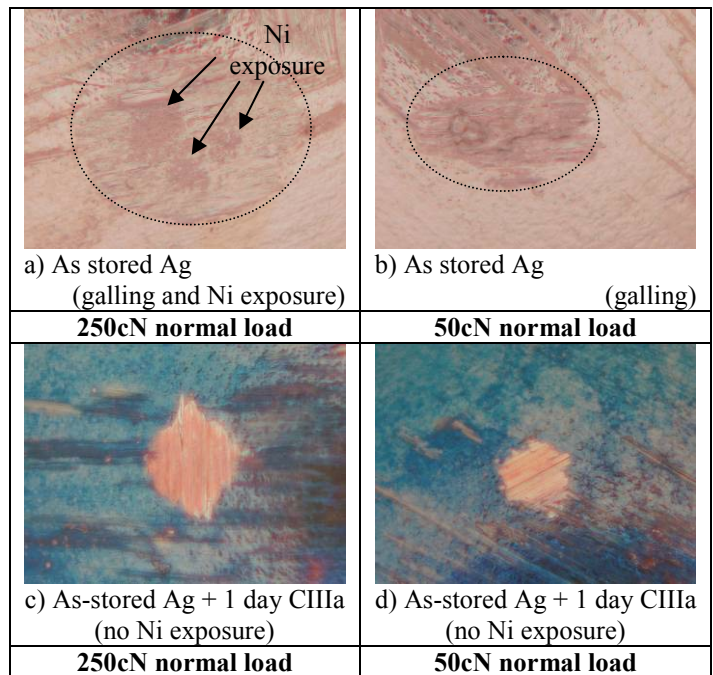 Ni
exposure
a) As stored Ag
(galling and Ni exposure)
b) As stored Ag
(galling)
250cN normal load
50cN normal load
c) As-stored Ag + 1 day CIIIa
(no Ni exposure)
d) As-stored Ag + 1 day CIIIa
(no Ni exposure)
250cN normal load
50cN normal load